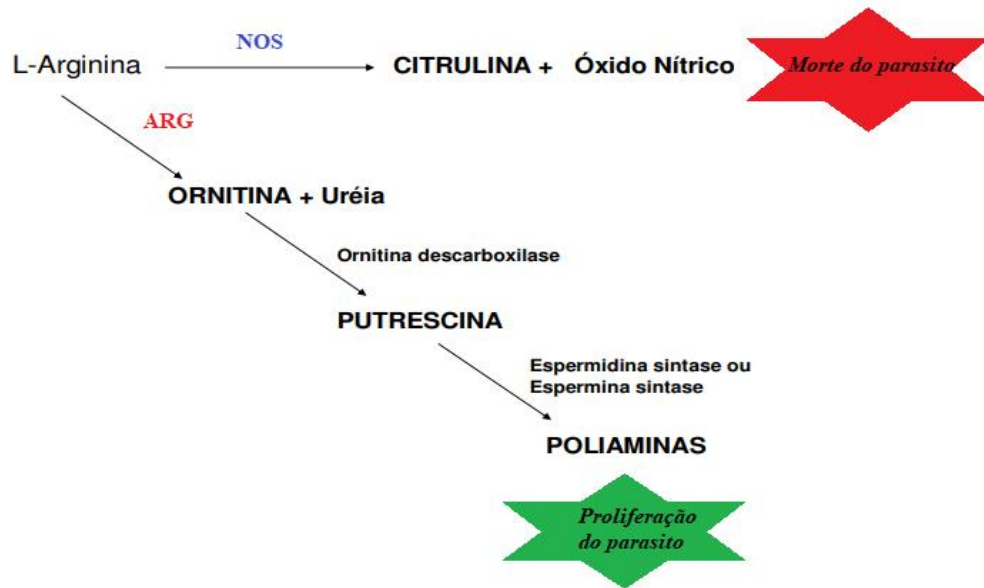 NOS
L-Arginina
CITRULINA + Óxido Nítrico
Morte do parasito
ARG
ORNITINA + Uréia
Ornitina descarboxilase
PUTRESCINA
Espermidina sintase ou
Espermina sintase
POLIAMINAS
Proliferação
do parasito